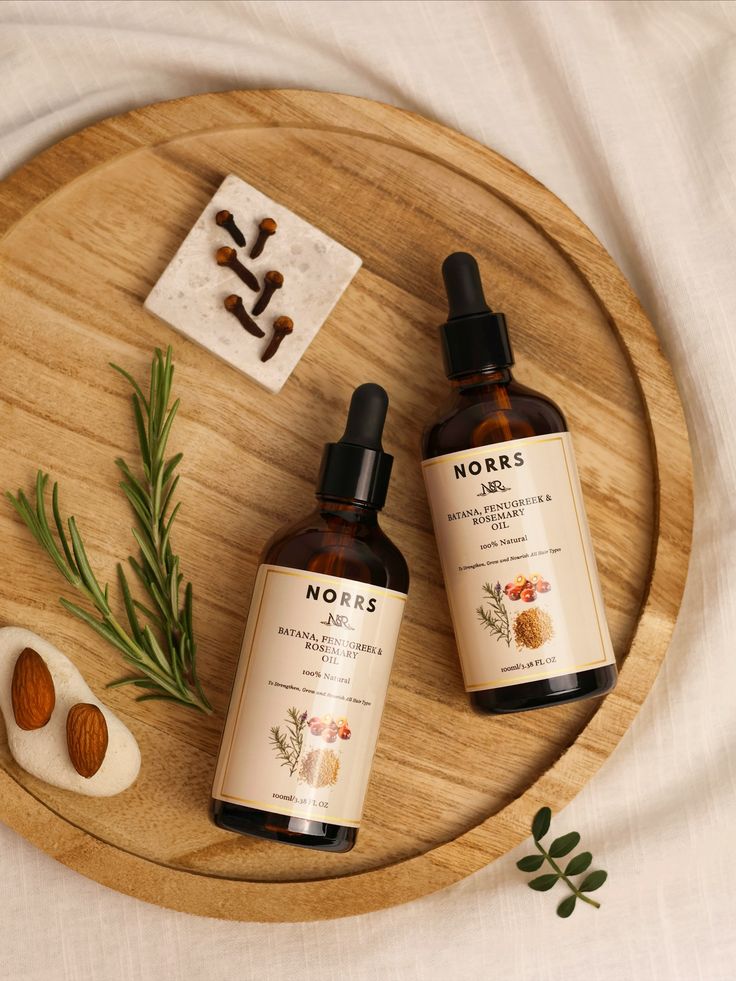 NORRS
NSR
BATANA, FENUGREEK &
ROSEMARY
OIL
100% Natural
To Strengthen, Grow and Nourish All Hair Types
100ml/3.38 FL OZ
NORRS
NSR
BATANA, FENUGREEK &
ROSEMARY
OIL
100% Natural
To Strengthen, Grow and Nourish All Hair Types
100ml/3.38 FL OZ